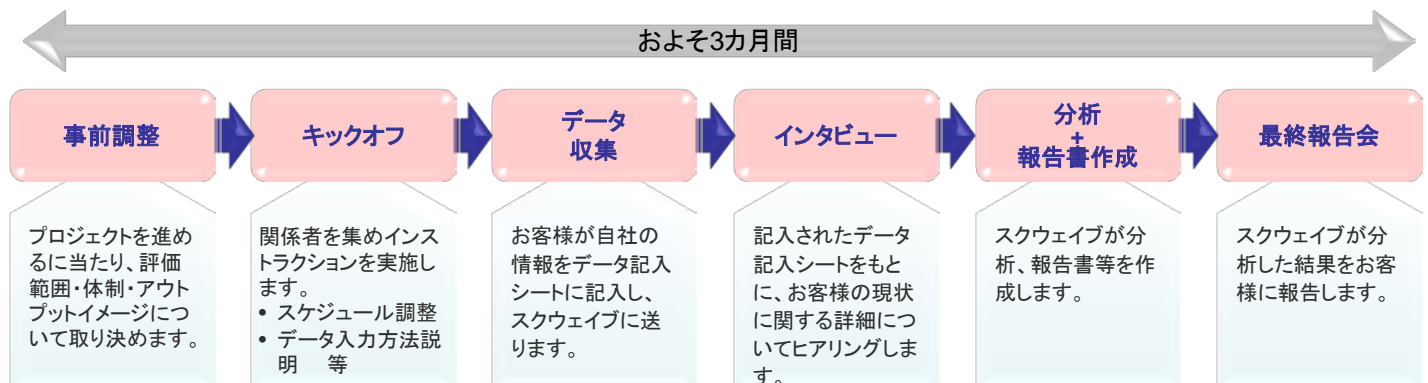 およそ3カ月間
事前調整
キックオフ
データ
収集
インタビュー
分析
+
報告書作成
最終報告会
プロジェクトを進め
るに当たり、評価
範囲・体制・アウト
プットイメージにつ
いて取り決めます。
関係者を集めインス
トラクションを実施し
ます。
• スケジュール調整
• データ入力方法説
明　等
お客様が自社の
情報をデータ記入
シートに記入し、
スクウェイブに送
ります。
記入されたデータ
記入シートをもと
に、お客様の現状
に関する詳細につ
いてヒアリングしま
す。
スクウェイブが分
析、報告書等を作
成します。
スクウェイブが分
析した結果をお客
様に報告します。